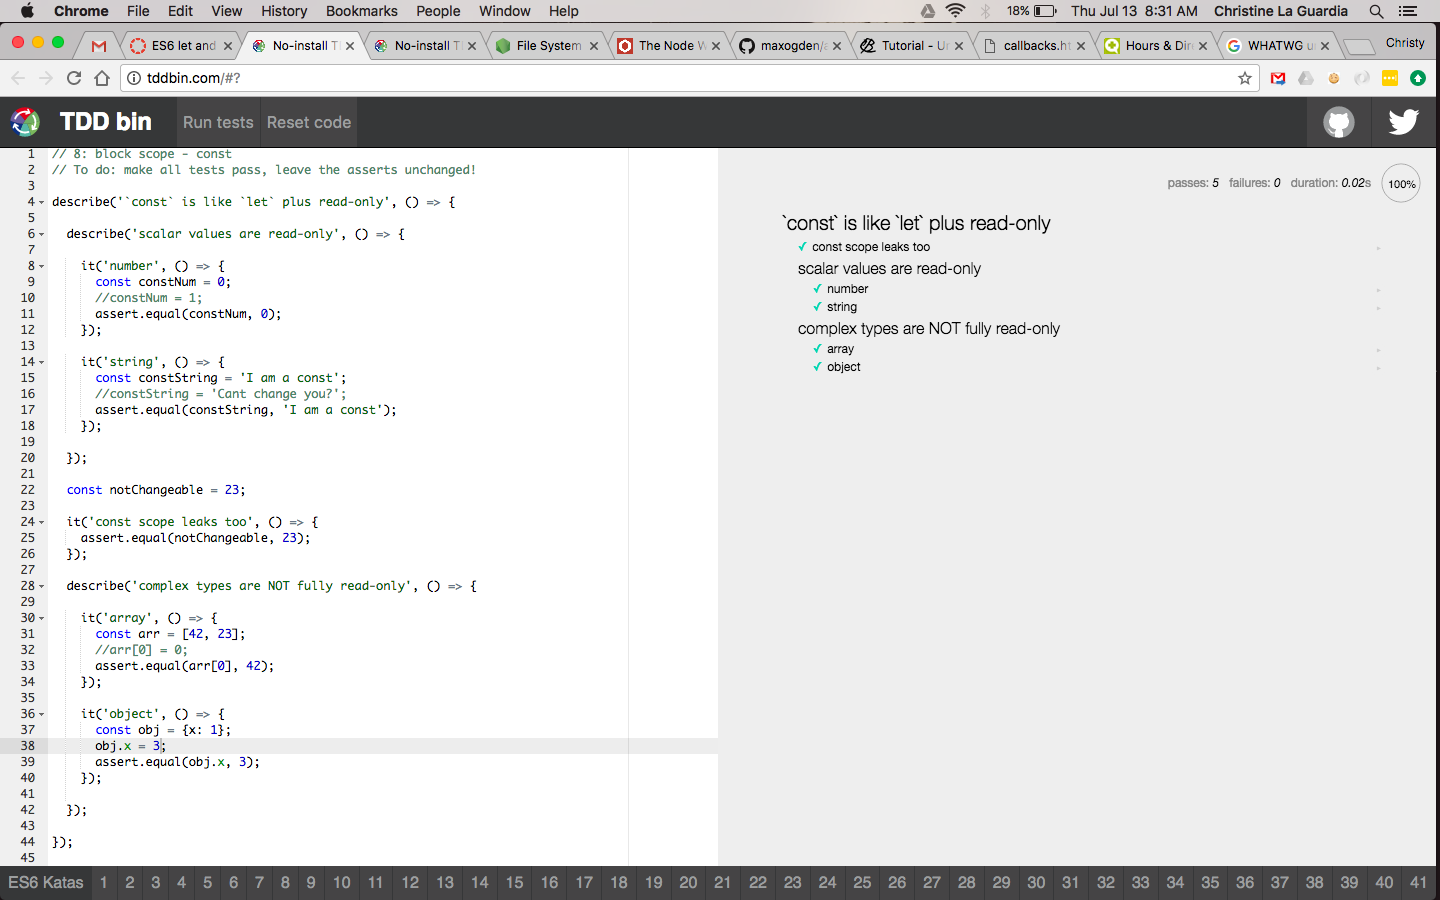 Chrome File Edit View History Bookmarks People Window Help 18% Thu Jul 13 8:31 AM Christine La Guardia
ES6 let and No-install T No-install T File System The Node W maxogden/ Tutorial - Un callbacks.ht Hours & Dire WHATWG Christy
tddbin.com/#?
TDD bin Run tests Reset code
1 // 8: block scope - const
2 // To do: make all tests pass, leave the asserts unchanged!
3
4 describe('`const` is like `let` plus read-only', () => {
5
6 describe('scalar values are read-only', () => {
7
8 it('number', () => {
9 const constNum = 0;
10 //constNum = 1;
11 assert.equal(constNum, 0);
12 });
13
14 it('string', () => {
15 const constString = 'I am a const';
16 //constString = 'Cant change you?';
17 assert.equal(constString, 'I am a const');
18 });
19
20 });
21
22 const notChangeable = 23;
23
24 it('const scope leaks too', () => {
25 assert.equal(notChangeable, 23);
26 });
27
28 describe('complex types are NOT fully read-only', () => {
29
30 it('array', () => {
31 const arr = [42, 23];
32 //arr[0] = 0;
33 assert.equal(arr[0], 42);
34 });
35
36 it('object', () => {
37 const obj = {x: 1};
38 obj.x = 3;
39 assert.equal(obj.x, 3);
40 });
41
42 });
43
44 });
45
passes: 5 failures: 0 duration: 0.02s 100%
`const` is like `let` plus read-only
✓ const scope leaks too
scalar values are read-only
✓ number
✓ string
complex types are NOT fully read-only
✓ array
✓ object
ES6 Katas 1 2 3 4 5 6 7 8 9 10 11 12 13 14 15 16 17 18 19 20 21 22 23 24 25 26 27 28 29 30 31 32 33 34 35 36 37 38 39 40 41